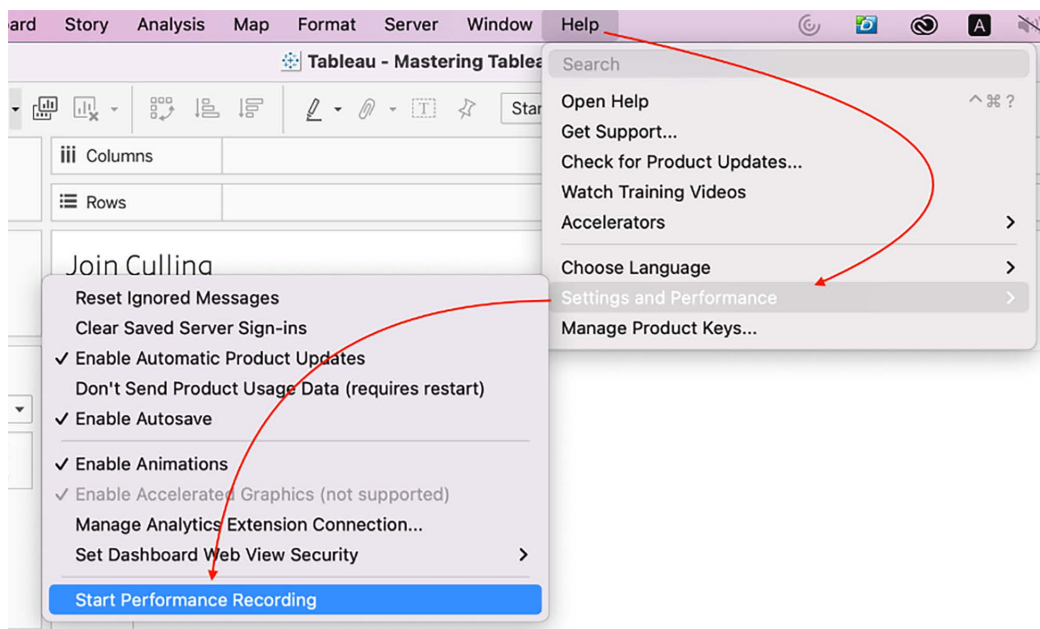 ard Story Analysis Map Format Server Window Help A
Tableau - Mastering Tablea
Star
Columns
Rows
Join Culling
Search
Open Help ^ ⌘ ?
Get Support...
Check for Product Updates...
Watch Training Videos
Accelerators
Choose Language
Settings and Performance
Manage Product Keys...
Reset Ignored Messages
Clear Saved Server Sign-ins
✓ Enable Automatic Product Updates
Don't Send Product Usage Data (requires restart)
✓ Enable Autosave
✓ Enable Animations
✓ Enable Accelerated Graphics (not supported)
Manage Analytics Extension Connection...
Set Dashboard Web View Security
Start Performance Recording